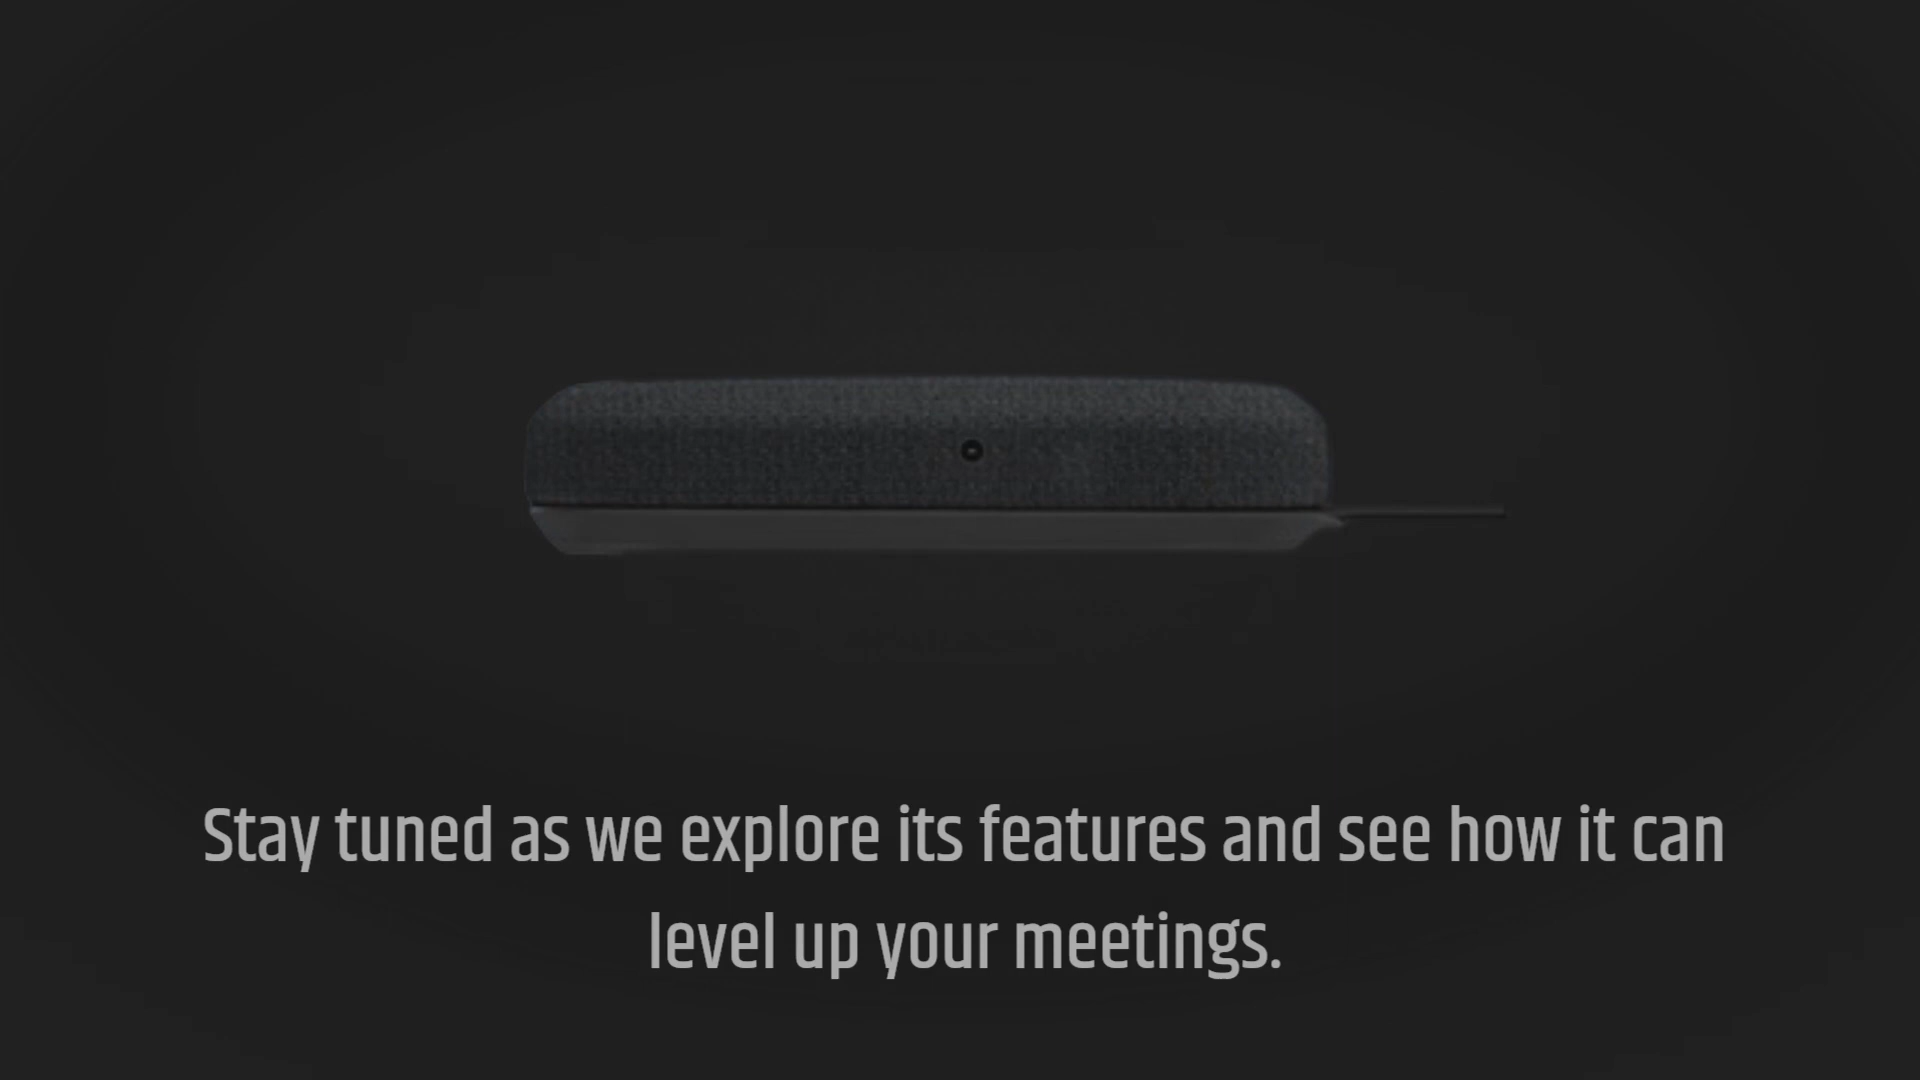 Stay tuned as we explore its features and see how it can
level up your meetings.